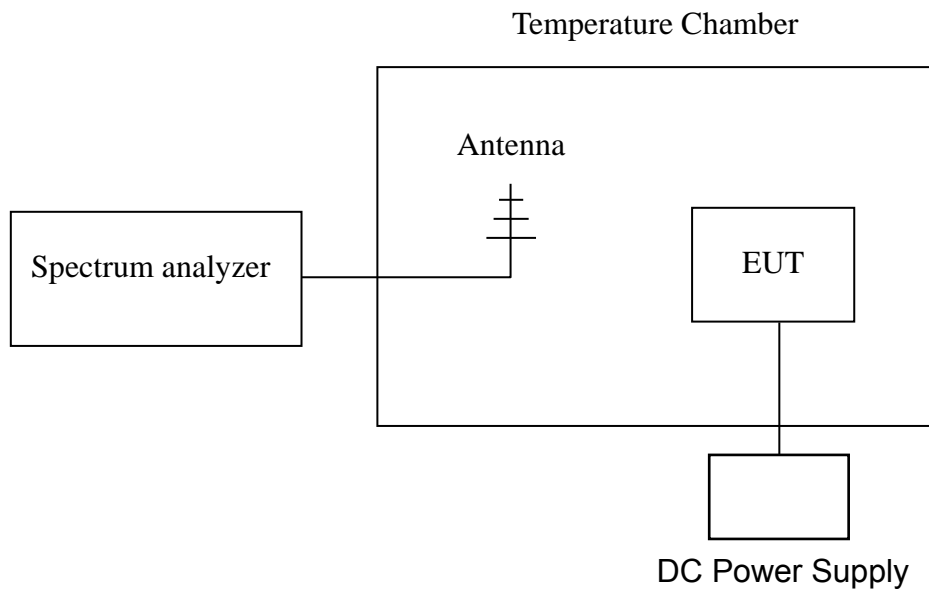 Temperature Chamber
Antenna
Spectrum analyzer
EUT
DC Power Supply